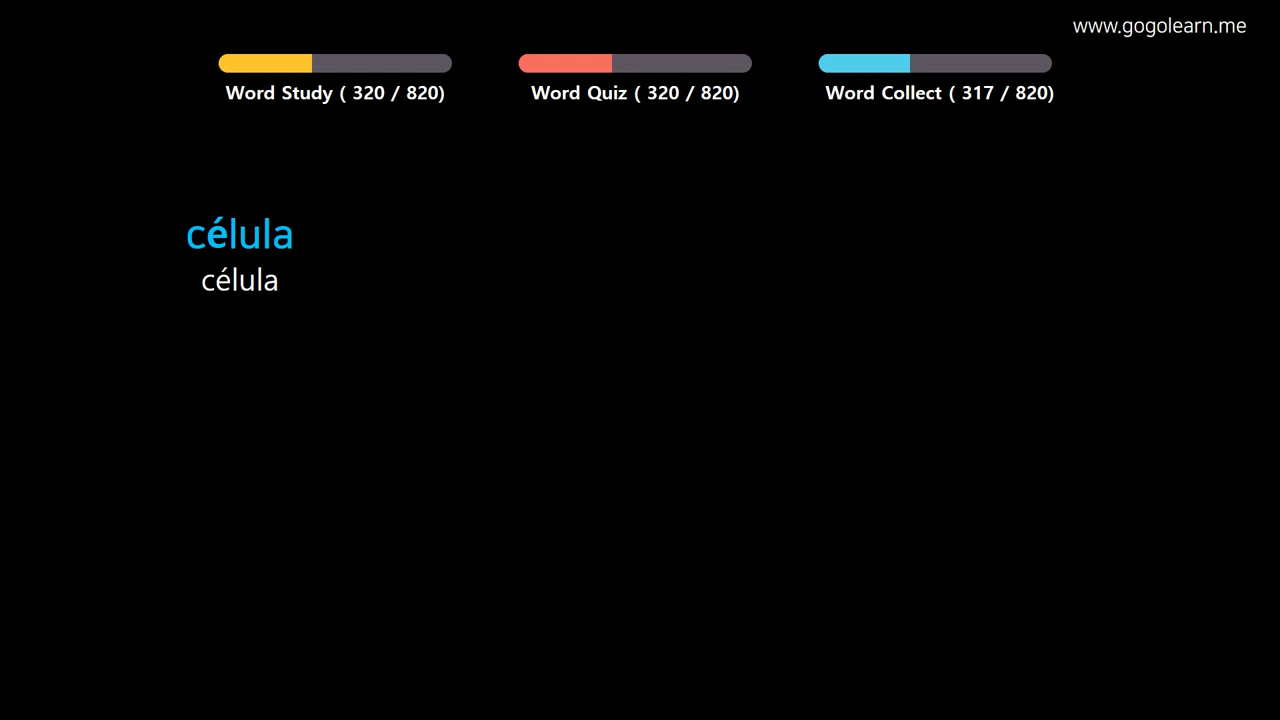 www.gogolearn.me
Word Study ( 320 / 820)
Word Quiz ( 320 / 820)
Word Collect ( 317 / 820)
célula
célula